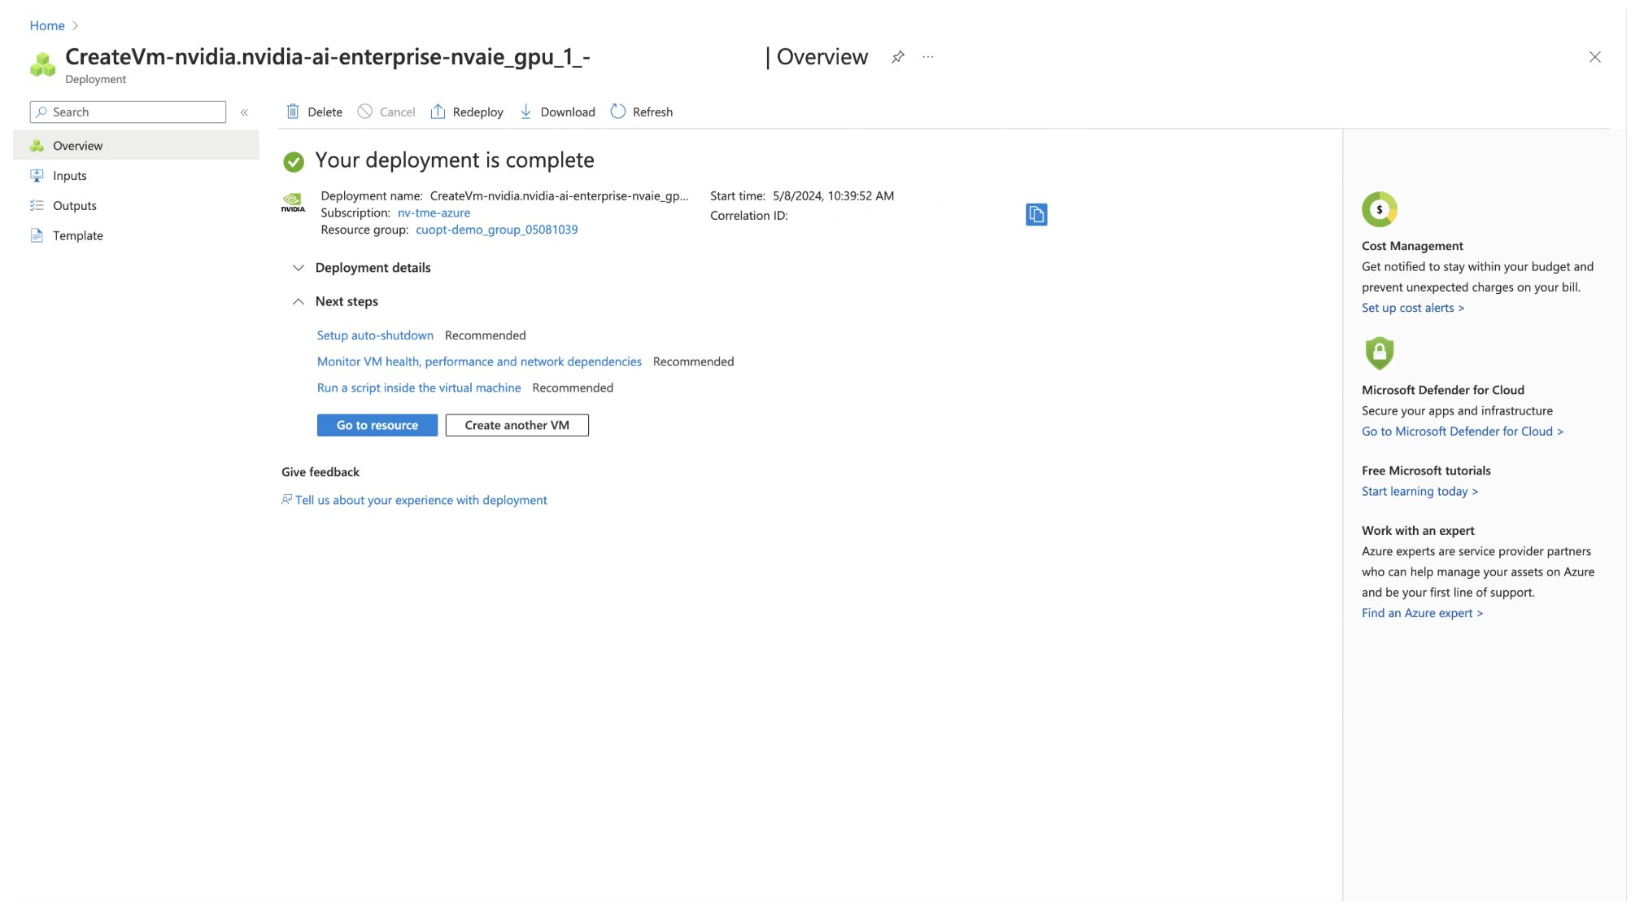 Home >
CreateVm-nvidia.nvidia-ai-enterprise-nvaie_gpu_1_- | Overview ...
Deployment
Search «
Delete Cancel Redeploy Download Refresh
Overview
Inputs
Outputs
Template
Your deployment is complete
NVIDIA
Deployment name: CreateVm-nvidia.nvidia-ai-enterprise-nvaie_gp...
Subscription: nv-tme-azure
Resource group: cuopt-demo_group_05081039
Start time: 5/8/2024, 10:39:52 AM
Correlation ID:
Deployment details
Next steps
Setup auto-shutdown Recommended
Monitor VM health, performance and network dependencies Recommended
Run a script inside the virtual machine Recommended
Go to resource Create another VM
Give feedback
Tell us about your experience with deployment
$
Cost Management
Get notified to stay within your budget and
prevent unexpected charges on your bill.
Set up cost alerts >
Microsoft Defender for Cloud
Secure your apps and infrastructure
Go to Microsoft Defender for Cloud >
Free Microsoft tutorials
Start learning today >
Work with an expert
Azure experts are service provider partners
who can help manage your assets on Azure
and be your first line of support.
Find an Azure expert >